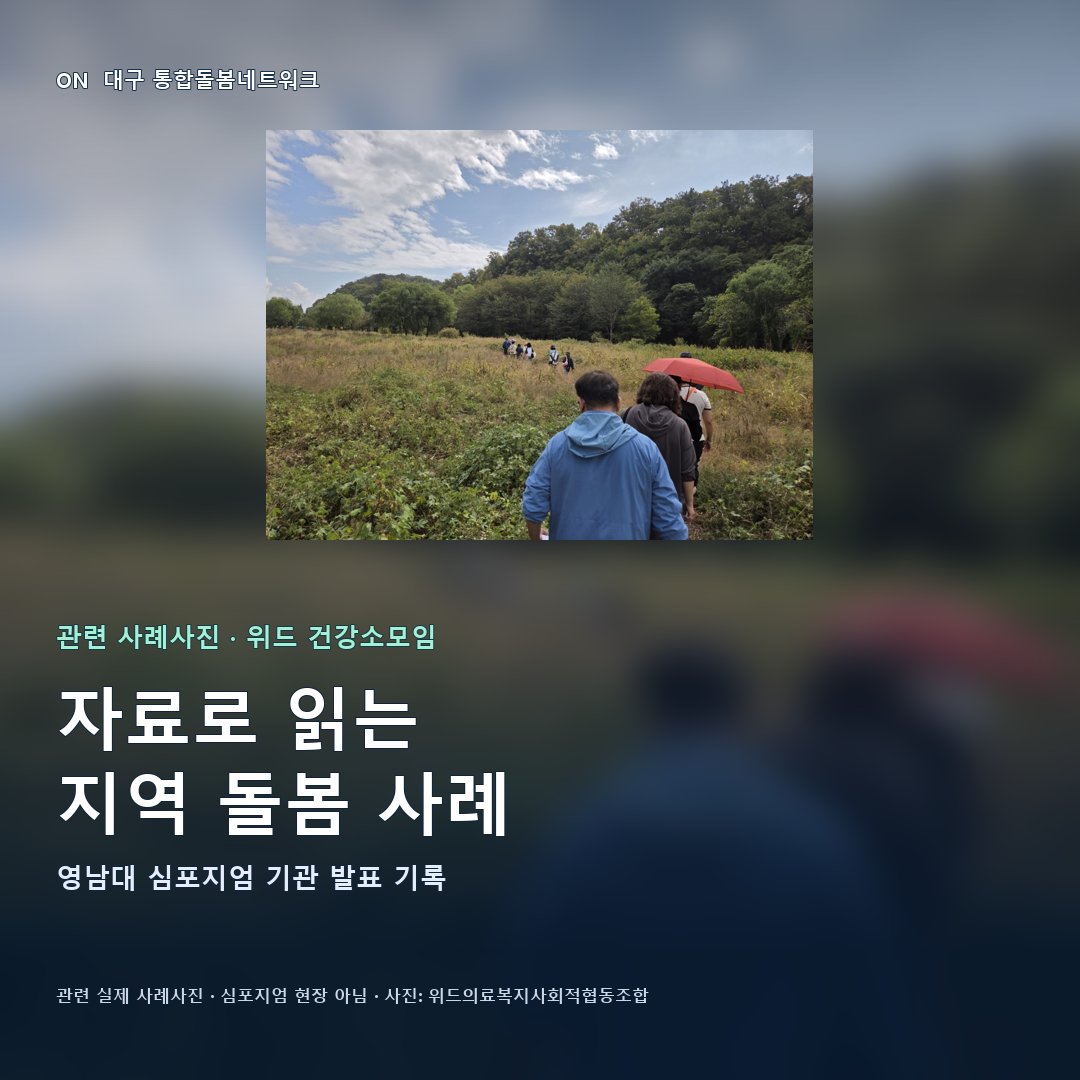 ON 대구 통합돌봄네트워크
관련 사례사진 · 위드 건강소모임
자료로 읽는
지역 돌봄 사례
영남대 심포지엄 기관 발표 기록
관련 실제 사례사진 · 심포지엄 현장 아님 · 사진: 위드의료복지사회적협동조합